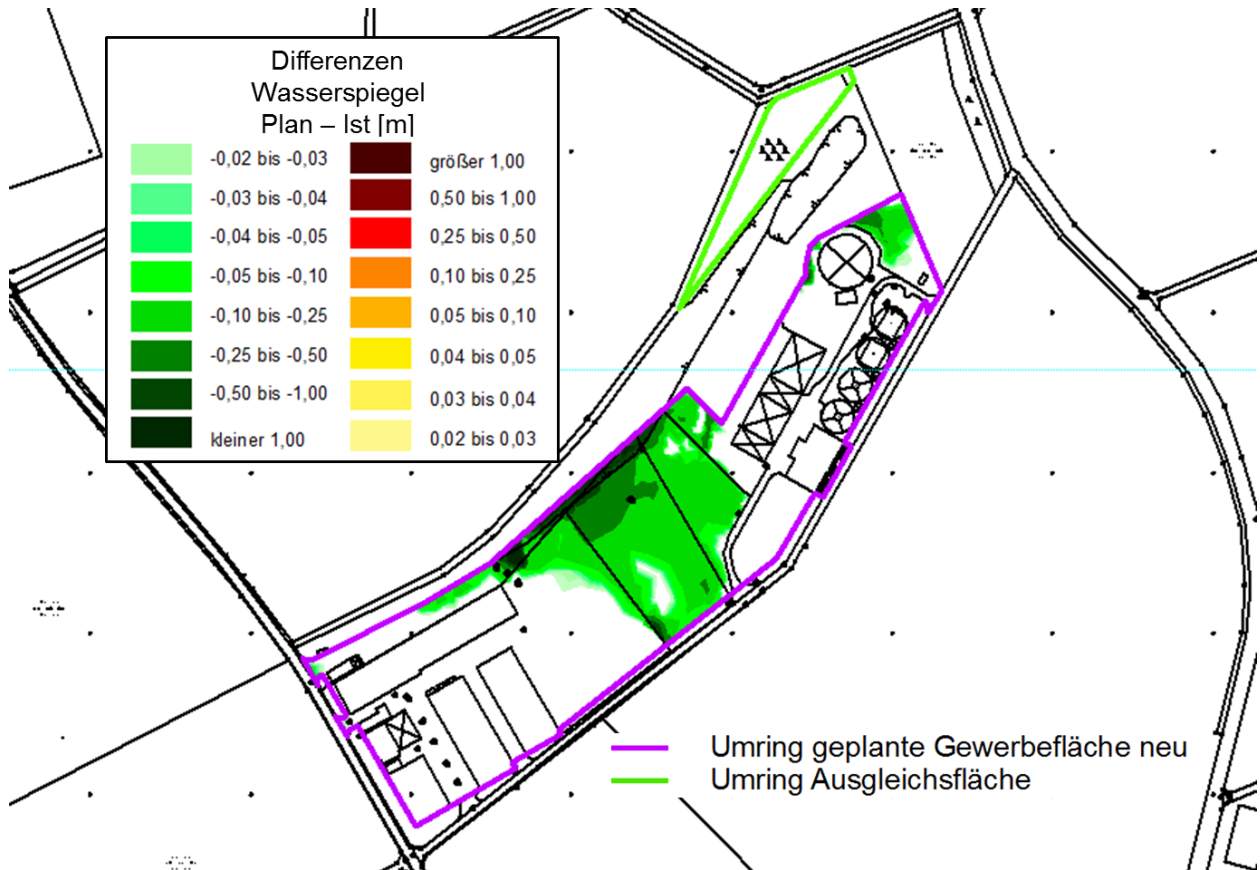 Differenzen
Wasserspiegel
Plan – Ist [m]
-0,02 bis -0,03
-0,03 bis -0,04
-0,04 bis -0,05
-0,05 bis -0,10
-0,10 bis -0,25
-0,25 bis -0,50
-0,50 bis -1,00
kleiner 1,00
größer 1,00
0,50 bis 1,00
0,25 bis 0,50
0,10 bis 0,25
0,05 bis 0,10
0,04 bis 0,05
0,03 bis 0,04
0,02 bis 0,03
Umring geplante Gewerbefläche neu
Umring Ausgleichsfläche